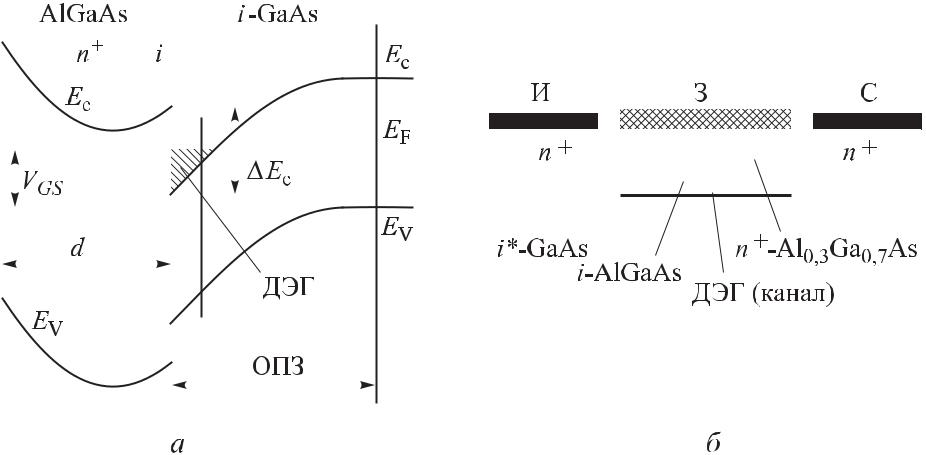 AlGaAs
i-GaAs
n+
i
Ec
Ec
EF
VGS
ΔEc
d
EV
ДЭГ
EV
ОПЗ
а
И
З
С
n+
n+
i*-GaAs
n+-Al0,3Ga0,7As
i-AlGaAs
ДЭГ (канал)
б